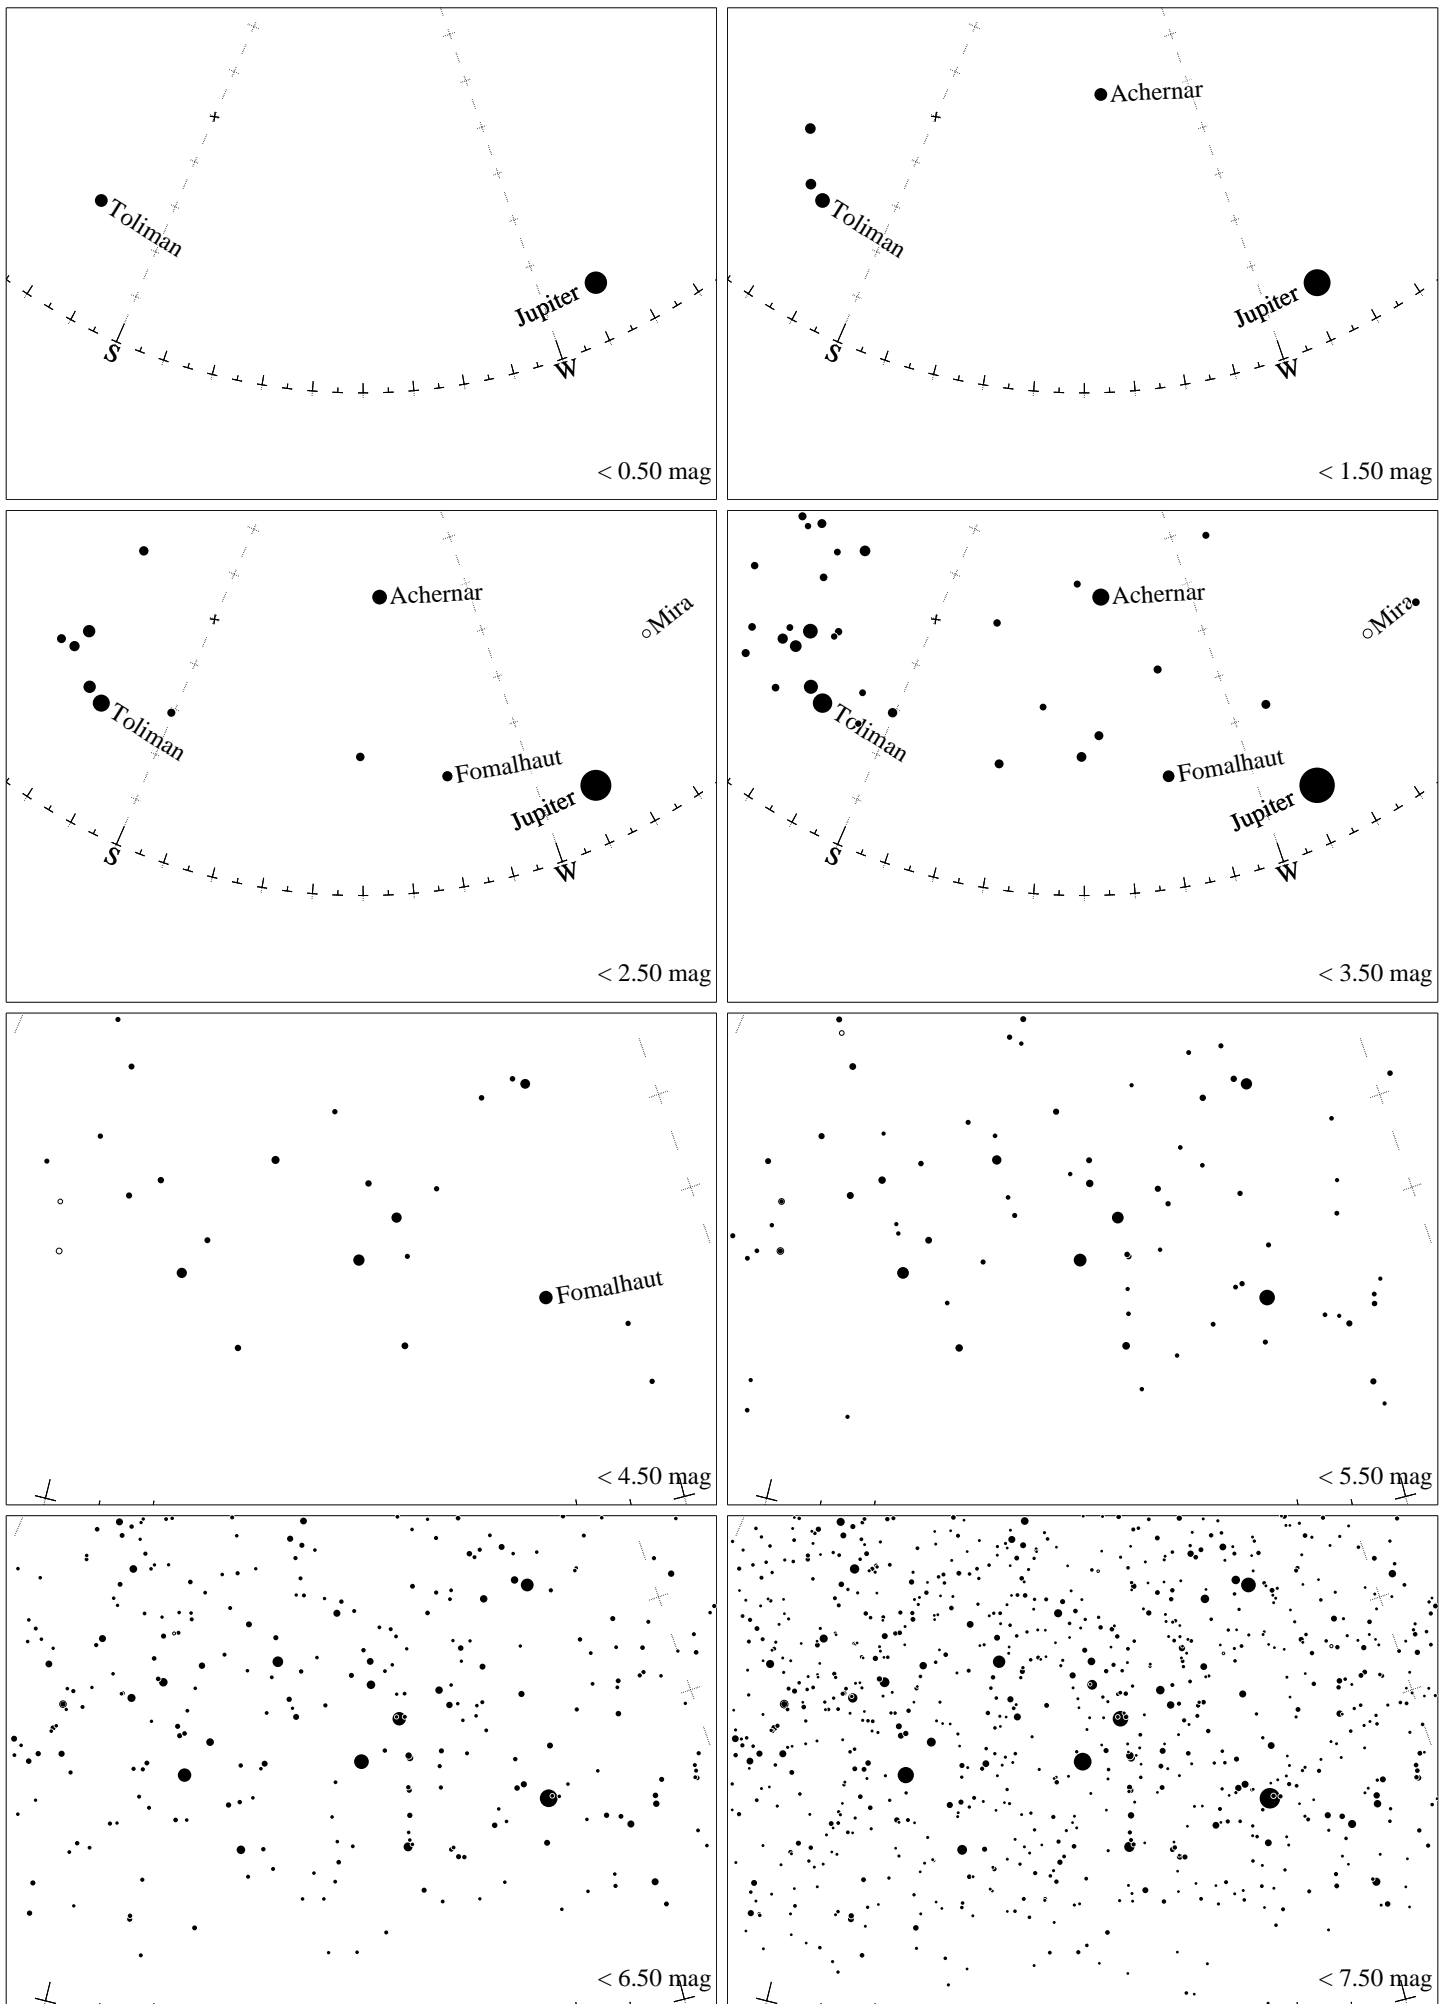 Toliman
Jupiter
S
W
< 0.50 mag
Achernar
Toliman
Jupiter
S
W
< 1.50 mag
Achernar
Mira
Toliman
Fomalhaut
Jupiter
S
W
< 2.50 mag
Achernar
Mira
Toliman
Fomalhaut
Jupiter
S
W
< 3.50 mag
Fomalhaut
< 4.50 mag
< 5.50 mag
< 6.50 mag
< 7.50 mag